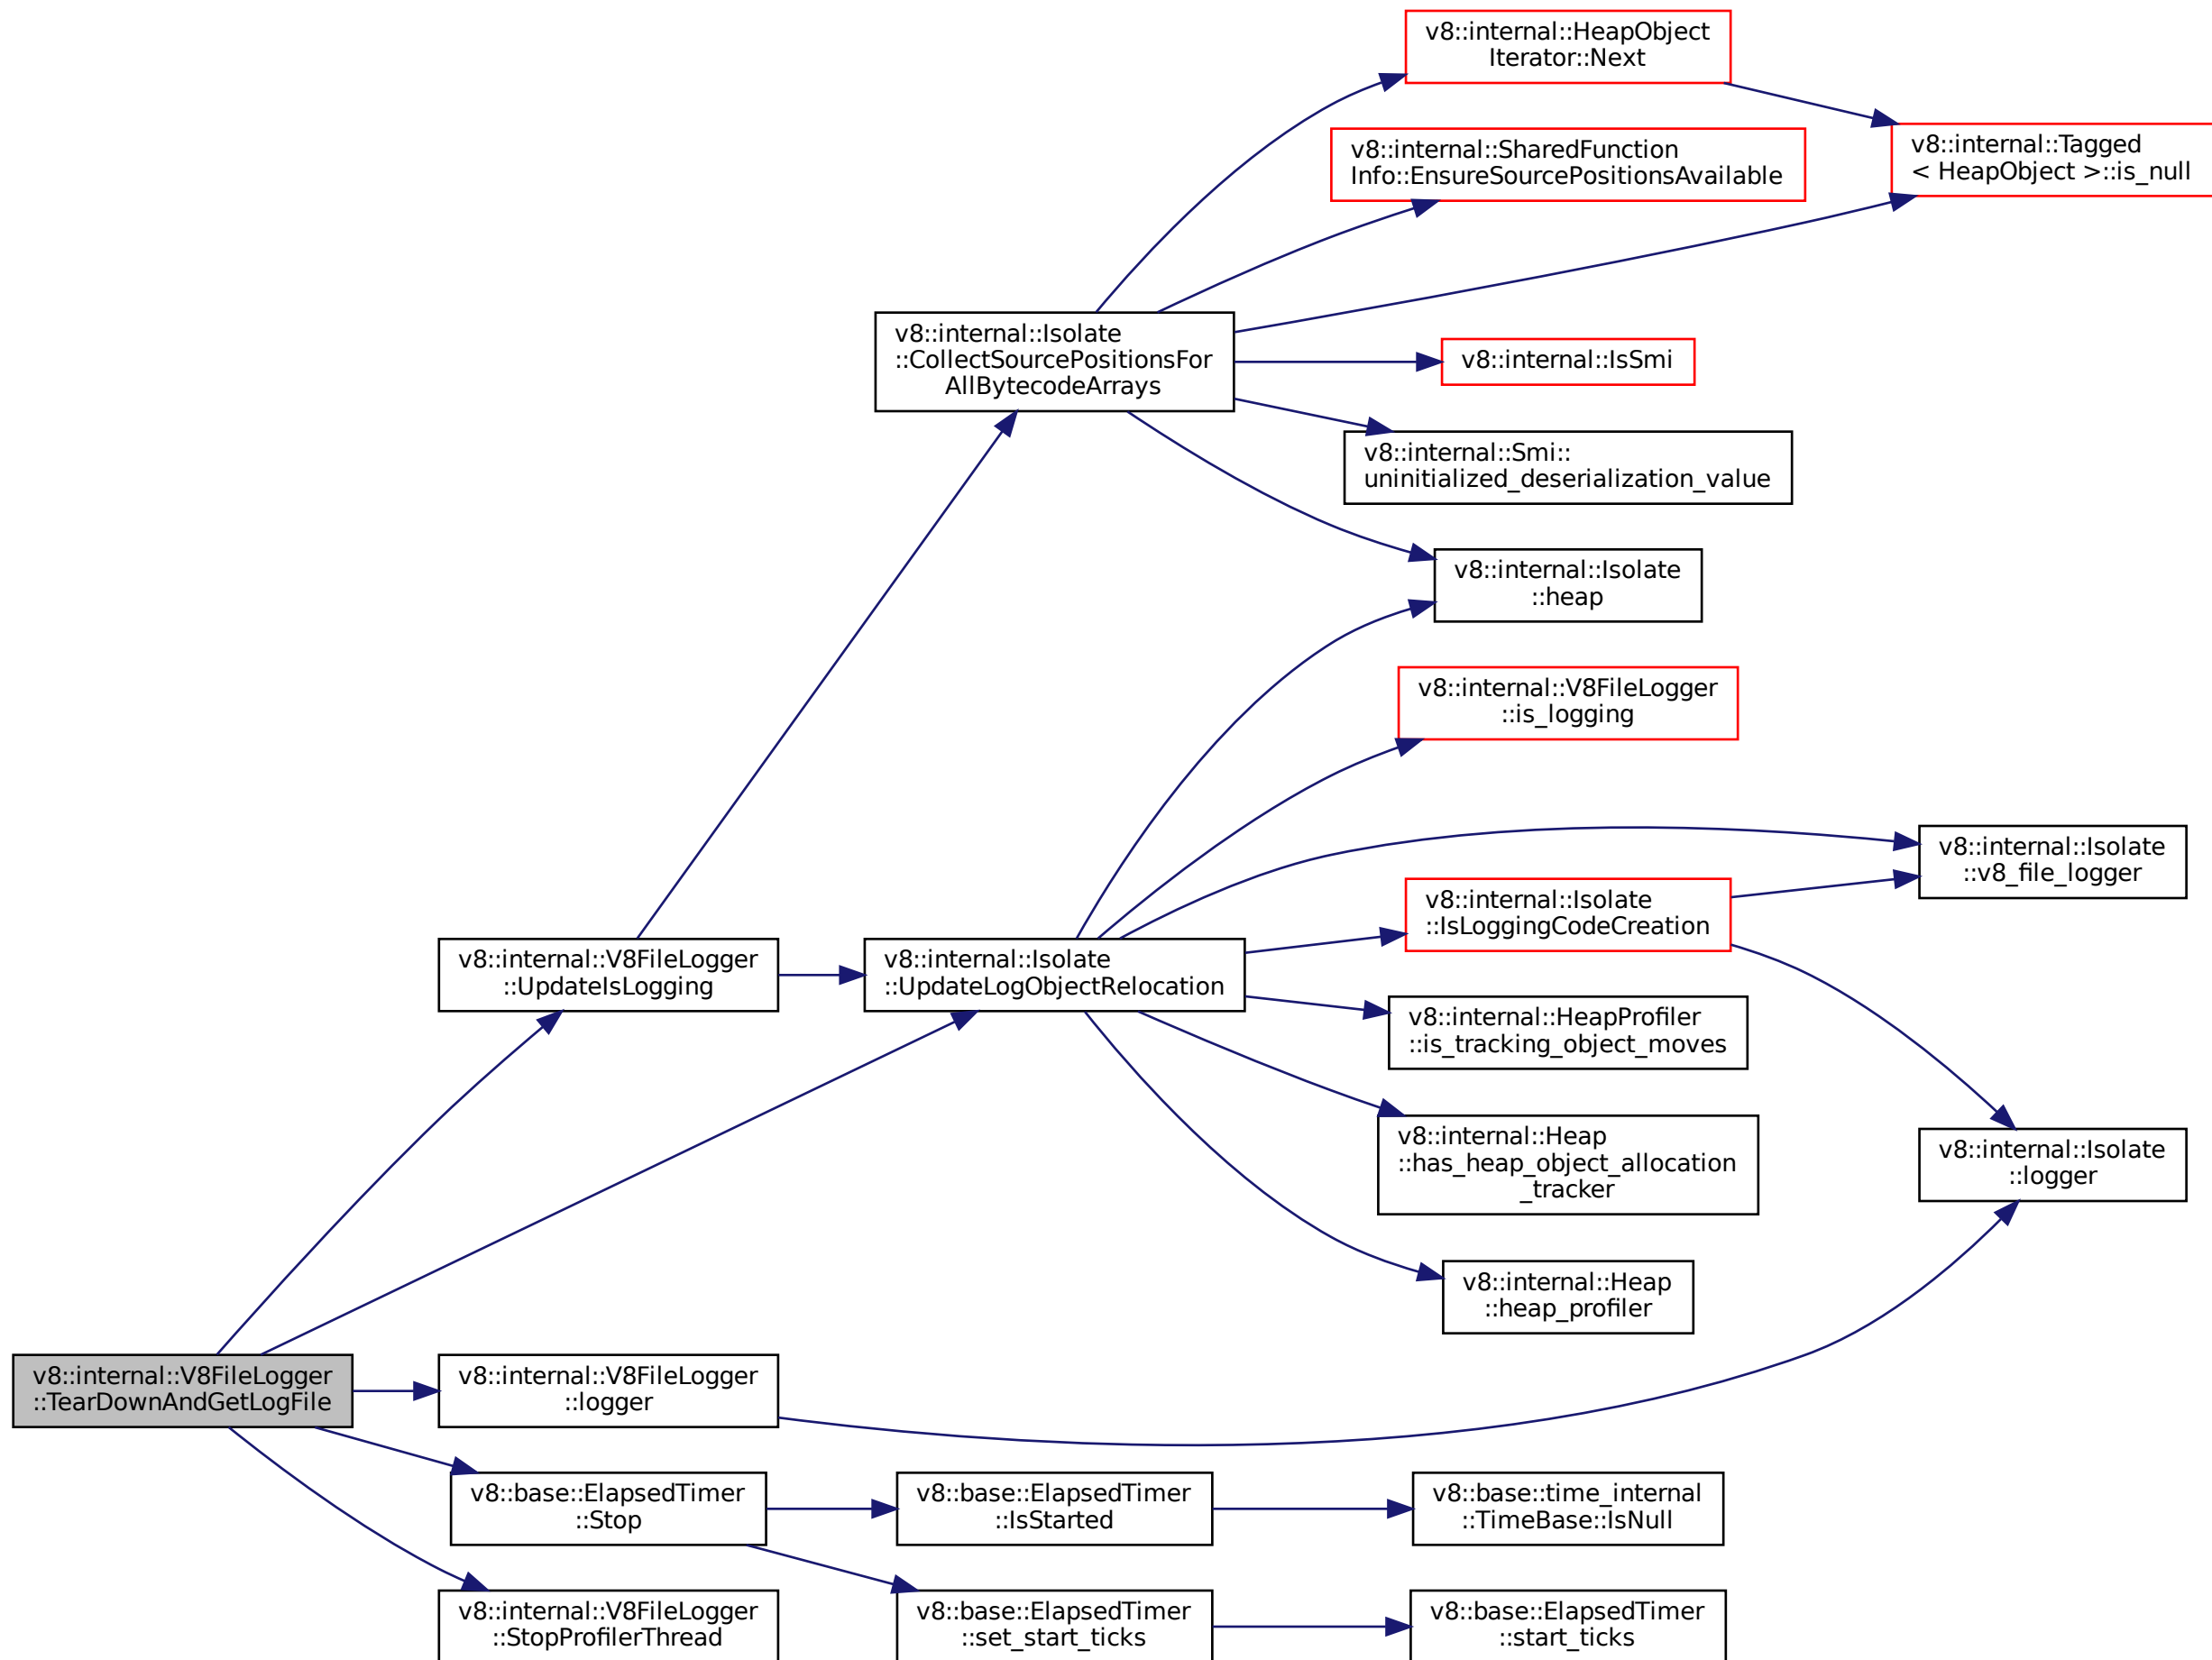 v8::internal::HeapObject
Iterator::Next
v8::internal::Tagged
< HeapObject >::is_null
v8::internal::SharedFunction
Info::EnsureSourcePositionsAvailable
v8::internal::Isolate
::CollectSourcePositionsFor
AllBytecodeArrays
v8::internal::IsSmi
v8::internal::Smi::
uninitialized_deserialization_value
v8::internal::Isolate
::heap
v8::internal::V8FileLogger
::is_logging
v8::internal::Isolate
::v8_file_logger
v8::internal::Isolate
::IsLoggingCodeCreation
v8::internal::V8FileLogger
::UpdateIsLogging
v8::internal::Isolate
::UpdateLogObjectRelocation
v8::internal::HeapProfiler
::is_tracking_object_moves
v8::internal::Heap
::has_heap_object_allocation
_tracker
v8::internal::Isolate
::logger
v8::internal::Heap
::heap_profiler
v8::internal::V8FileLogger
::TearDownAndGetLogFile
v8::internal::V8FileLogger
::logger
v8::base::ElapsedTimer
::Stop
v8::base::ElapsedTimer
::IsStarted
v8::base::time_internal
::TimeBase::IsNull
v8::internal::V8FileLogger
::StopProfilerThread
v8::base::ElapsedTimer
::set_start_ticks
v8::base::ElapsedTimer
::start_ticks